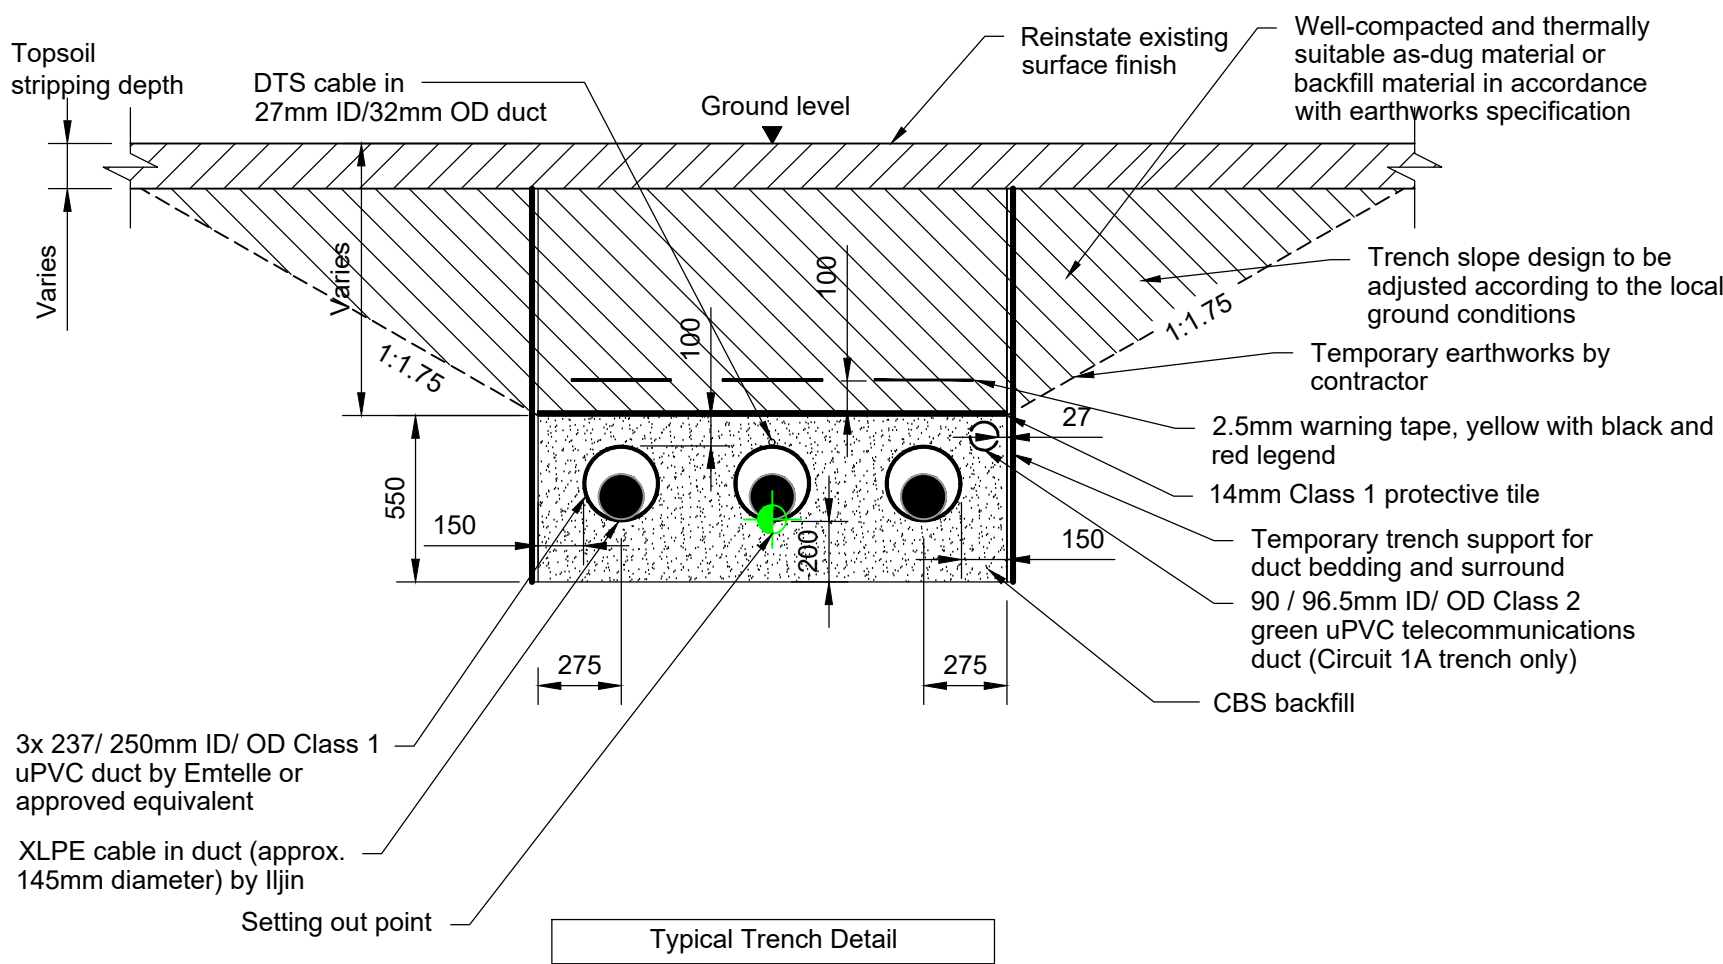 Topsoil
stripping depth
DTS cable in
27mm ID/32mm OD duct
Ground level
Reinstate existing
surface finish
Well-compacted and thermally
suitable as-dug material or
backfill material in accordance
with earthworks specification
Varies
Varies
100
100
1:1.75
1:1.75
Trench slope design to be
adjusted according to the local
ground conditions
Temporary earthworks by
contractor
27
2.5mm warning tape, yellow with black and
red legend
14mm Class 1 protective tile
550
150
200
150
Temporary trench support for
duct bedding and surround
90 / 96.5mm ID/ OD Class 2
green uPVC telecommunications
duct (Circuit 1A trench only)
275
275
CBS backfill
3x 237/ 250mm ID/ OD Class 1
uPVC duct by Emtelle or
approved equivalent
XLPE cable in duct (approx.
145mm diameter) by Iljin
Setting out point
Typical Trench Detail